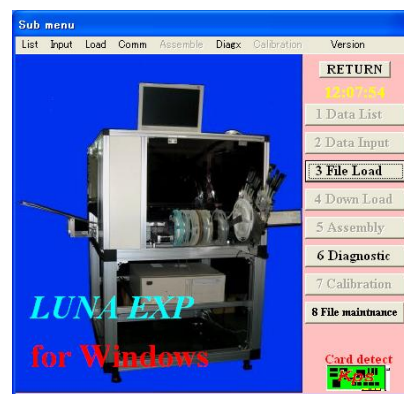 Sub menu
List Input Load Comm Assemble Diagx Calibration Version
RETURN
12:07:54
1 Data List
2 Data Input
3 File Load
4 Down Load
5 Assembly
6 Diagnostic
7 Calibration
8 File maintnance
LUNA EXP
for Windows
Card detect